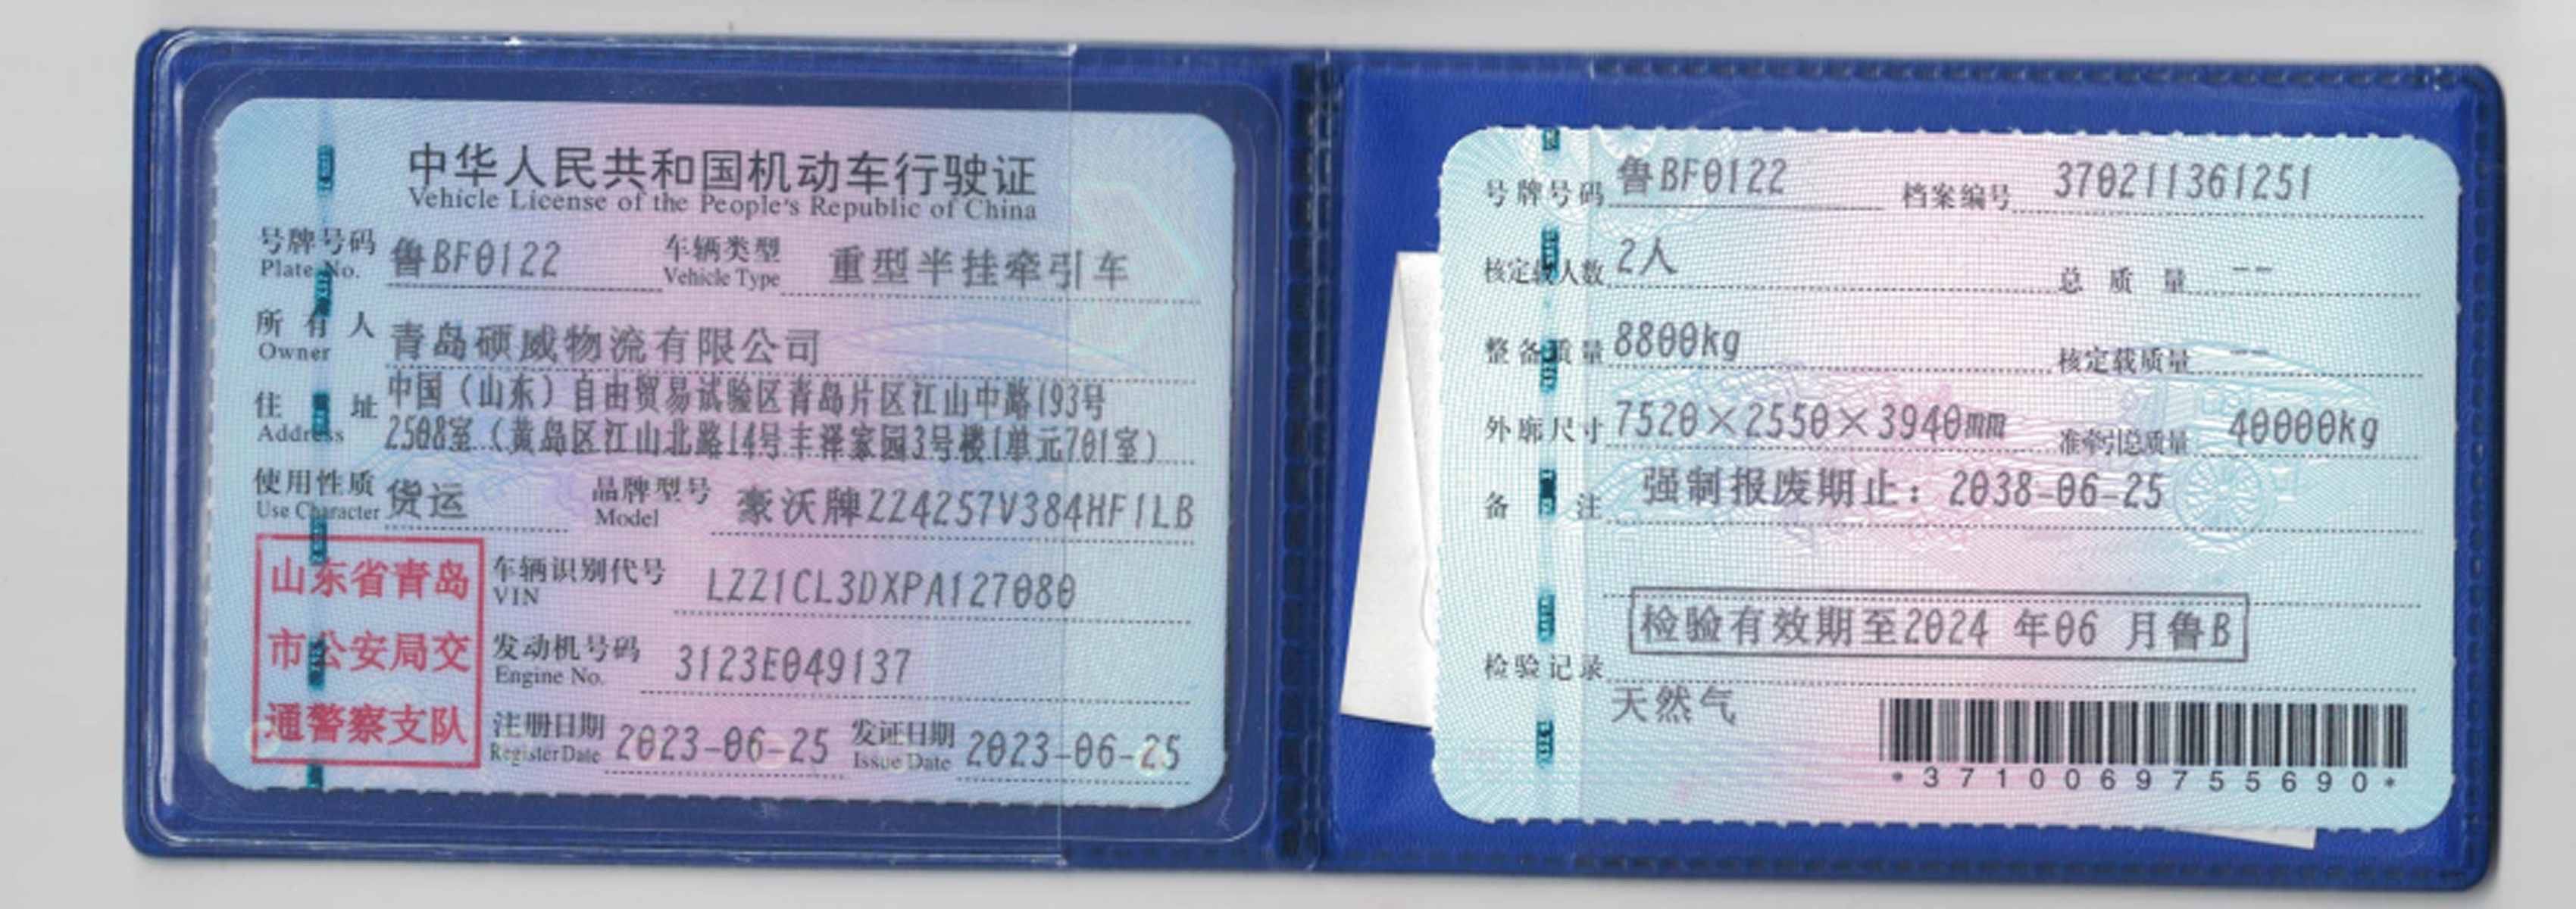 中华人民共和国机动车行驶证
Vehicle License of the People's Republic of China
号牌号码 鲁BF0122 车辆类型 重型半挂牵引车
Plate No. Vehicle Type
所有人 青岛硕威物流有限公司
Owner
住址 中国（山东）自由贸易试验区青岛片区江山中路193号
Address 2508室（黄岛区江山北路14号丰泽家园3号楼1单元701室）
使用性质 货运 品牌型号 豪沃牌ZZ4257V384HF1LB
Use Character Model
山东省青岛
市公安局交
通警察支队
车辆识别代号 LZZ1CL3DXPA127080
VIN
发动机号码 3123E049137
Engine No.
注册日期 2023-06-25 发证日期 2023-06-25
Register Date Issue Date
号牌号码 鲁BF0122 档案编号 370211361251
核定载人数 2人 总质量 --
整备质量 8800kg 核定载质量 --
外廓尺寸 7520×2550×3940mm 准牵引总质量 40000kg
备注 强制报废期止：2038-06-25
检验有效期至2024 年06 月鲁B
检验记录
天然气
*3710069755690*